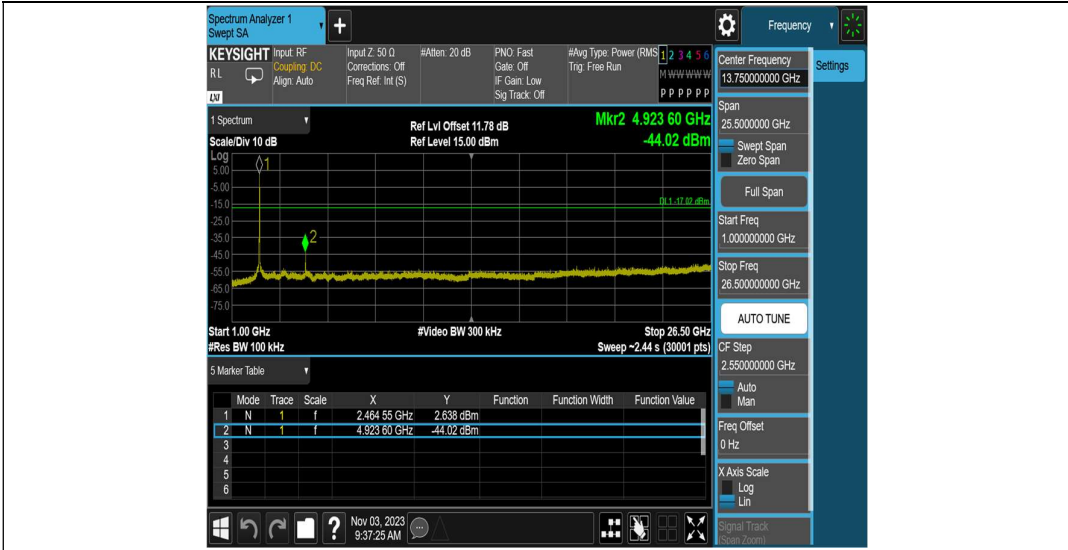 Spectrum Analyzer 1
Swept SA
Frequency
KEYSIGHT
R L
LXI
Input: RF
Coupling: DC
Align: Auto
Input Z: 50 Ω
Corrections: Off
Freq Ref: Int (S)
#Atten: 20 dB
PNO: Fast
Gate: Off
IF Gain: Low
Sig Track: Off
#Avg Type: Power (RMS
Trig: Free Run
1 2 3 4 5 6
M W W W W W
P P P P P P
1 Spectrum
Scale/Div 10 dB
Ref Lvl Offset 11.78 dB
Ref Level 15.00 dBm
Mkr2 4.923 60 GHz
-44.02 dBm
Log
5.00
-5.00
-15.0
-25.0
-35.0
-45.0
-55.0
-65.0
-75.0
1
2
DL1 -17.02 dBm
Start 1.00 GHz
#Res BW 100 kHz
#Video BW 300 kHz
Stop 26.50 GHz
Sweep ~2.44 s (30001 pts)
5 Marker Table
Mode Trace Scale X Y Function Function Width Function Value
1 N 1 f 2.464 55 GHz 2.638 dBm
2 N 1 f 4.923 60 GHz -44.02 dBm
3
4
5
6
?
Nov 03, 2023
9:37:25 AM
Center Frequency
13.750000000 GHz
Settings
Span
25.5000000 GHz
Swept Span
Zero Span
Full Span
Start Freq
1.000000000 GHz
Stop Freq
26.500000000 GHz
AUTO TUNE
CF Step
2.550000000 GHz
Auto
Man
Freq Offset
0 Hz
X Axis Scale
Log
Lin
Signal Track
(Span Zoom)